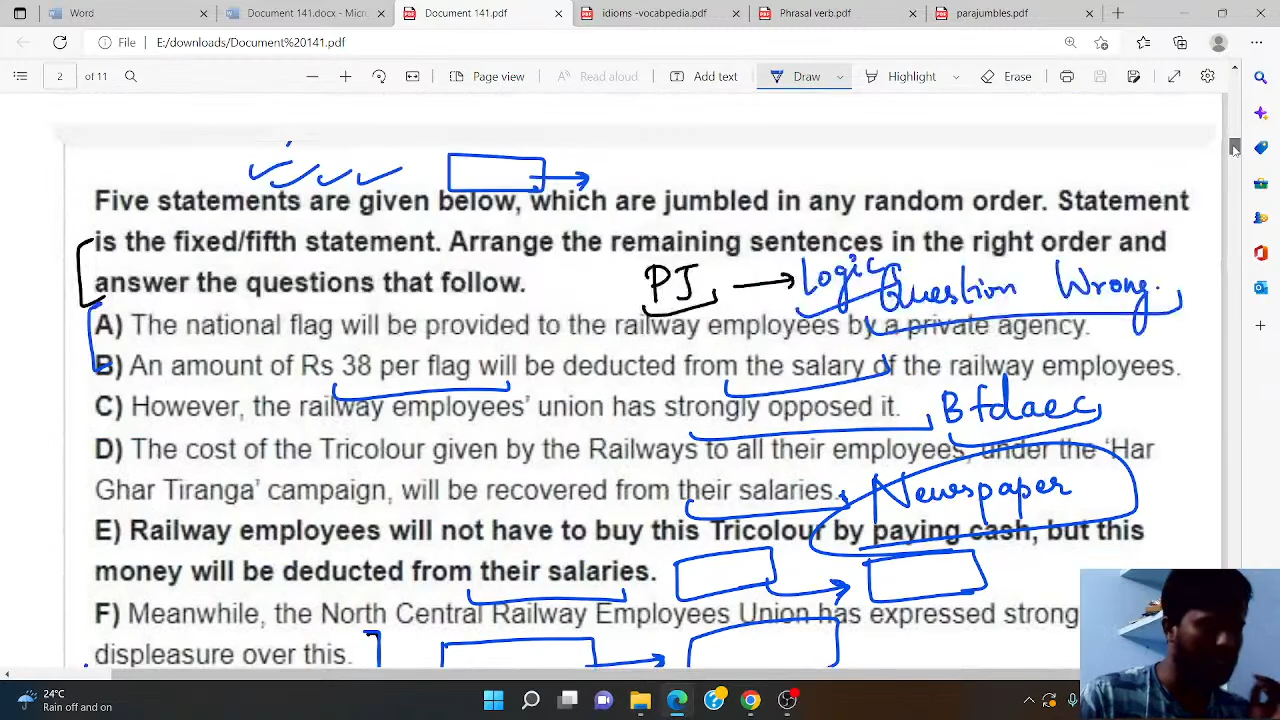 Word
Document 141.docx - Micro
Document 141.pdf
idioms -vocabpedia.pdf
Phrasal verb.pdf
parajumbles.pdf
File E:/downloads/Document%20141.pdf
2 of 11 Page view Read aloud Add text Draw Highlight Erase
Five statements are given below, which are jumbled in any random order. Statement
is the fixed/fifth statement. Arrange the remaining sentences in the right order and
answer the questions that follow.
PJ Logic Question Wrong.
A) The national flag will be provided to the railway employees by a private agency.
B) An amount of Rs 38 per flag will be deducted from the salary of the railway employees.
C) However, the railway employees' union has strongly opposed it.
Bfdaec
D) The cost of the Tricolour given by the Railways to all their employees, under the 'Har
Ghar Tiranga' campaign, will be recovered from their salaries.
Newspaper
E) Railway employees will not have to buy this Tricolour by paying cash, but this
money will be deducted from their salaries.
F) Meanwhile, the North Central Railway Employees Union has expressed strong
displeasure over this.
24°C
Rain off and on